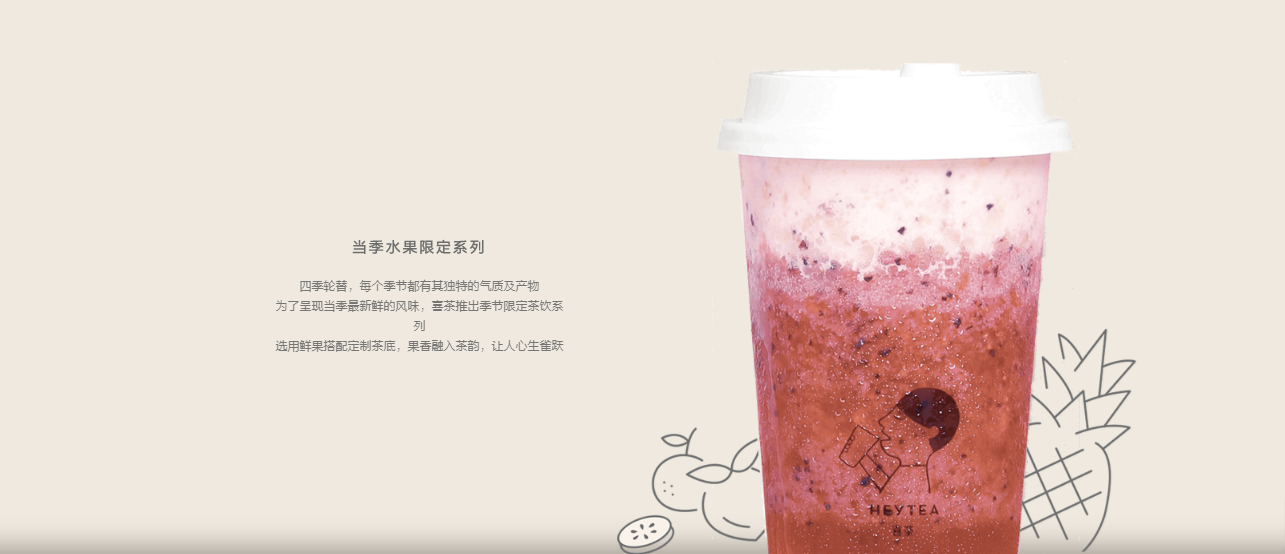 当季水果限定系列
四季轮替，每个季节都有其独特的气质及产物
为了呈现当季最新鲜的风味，喜茶推出季节限定茶饮系
列
选用鲜果搭配定制茶底，果香融入茶韵，让人心生雀跃
HEYTEA
喜茶